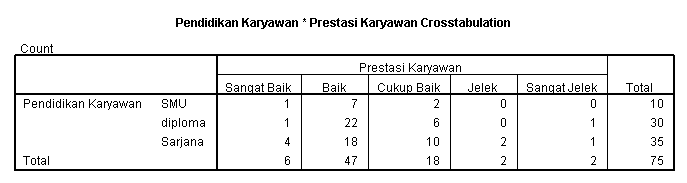 Pendidikan Karyawan * Prestasi Karyawan Crosstabulation
Count
Prestasi Karyawan
Sangat Baik Baik Cukup Baik Jelek Sangat Jelek Total
Pendidikan Karyawan SMU 1 7 2 0 0 10
diploma 1 22 6 0 1 30
Sarjana 4 18 10 2 1 35
Total 6 47 18 2 2 75